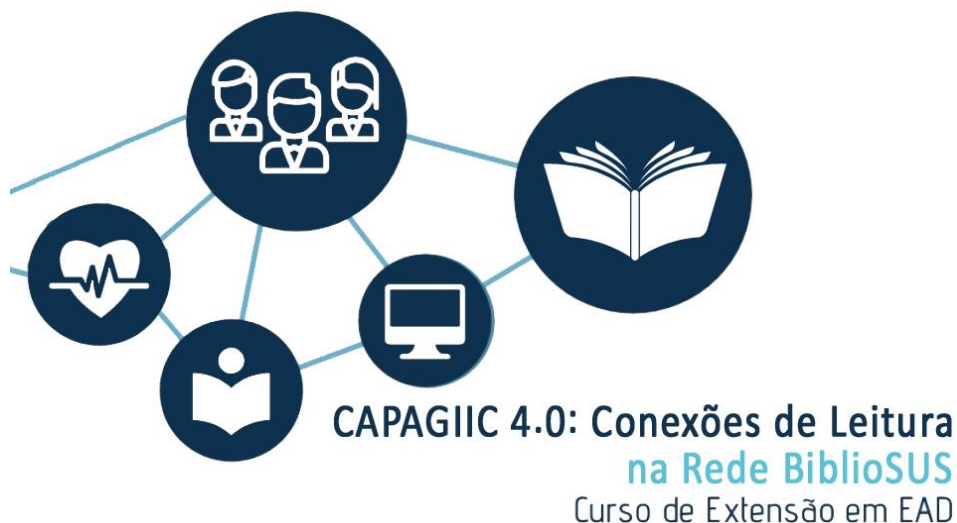 CAPAGIIC 4.0: Conexões de Leitura
na Rede BiblioSUS
Curso de Extensão em EAD